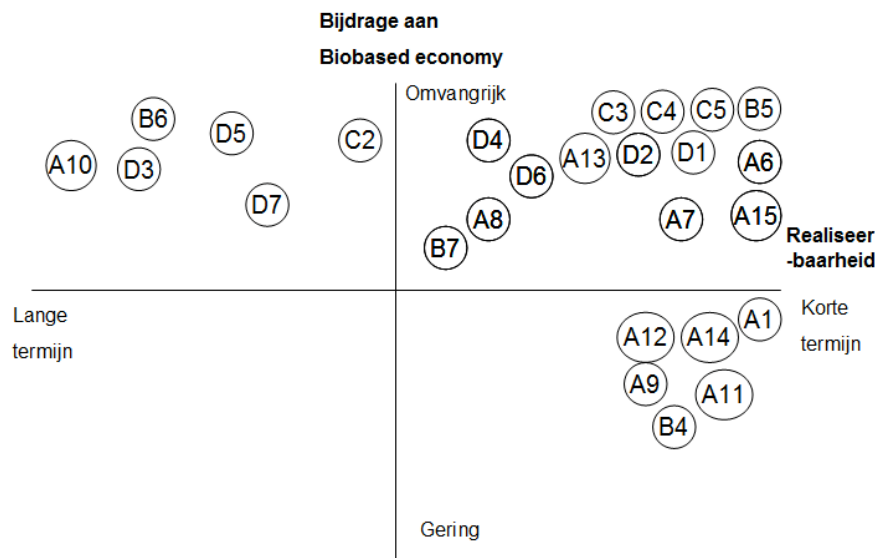 Bijdrage aan
Biobased economy
Omvangrijk
C3 C4 C5 B5
B6 D5 C2 D4
A10 D3 A13 D2 D1 A6
D6
D7 A8 A7 A15
B7
Realiseer
-baarheid
Lange
termijn
Korte
termijn
A1
A12 A14
A9 A11
B4
Gering